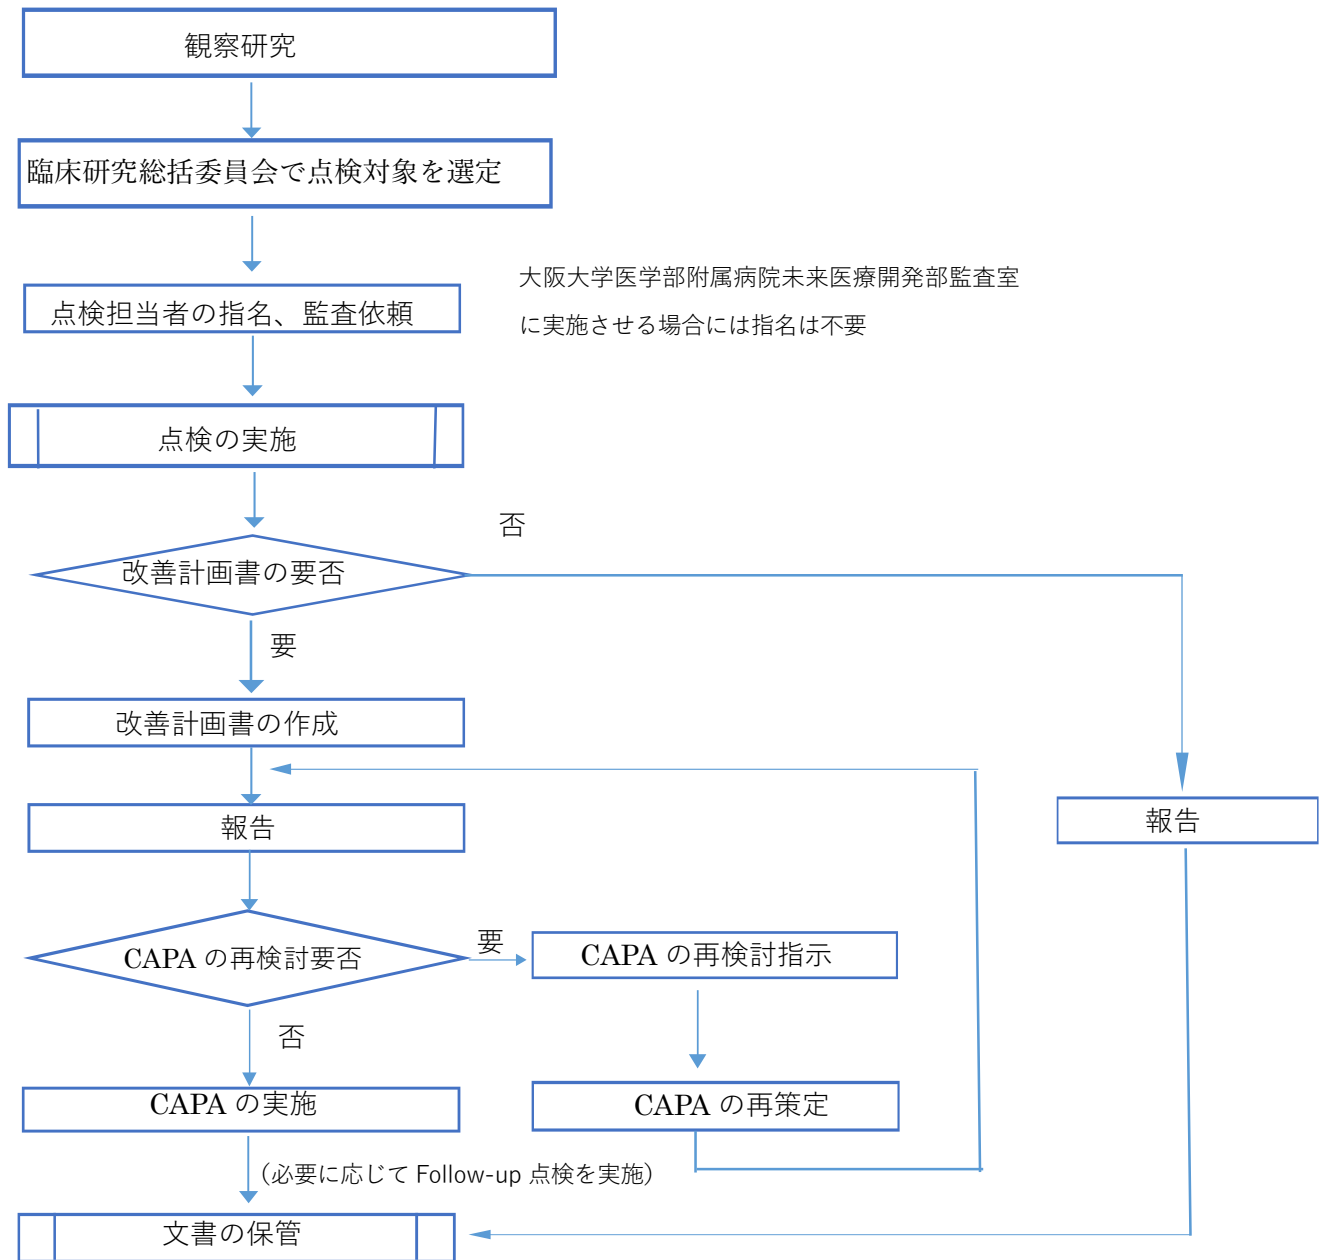 観察研究
臨床研究総括委員会で点検対象を選定
大阪大学医学部附属病院未来医療開発部監査室
に実施させる場合には指名は不要
点検担当者の指名、監査依頼
点検の実施
否
改善計画書の要否
要
改善計画書の作成
報告
報告
CAPA の再検討要否
要
CAPA の再検討指示
否
CAPA の実施
CAPA の再策定
（必要に応じて Follow-up 点検を実施）
文書の保管